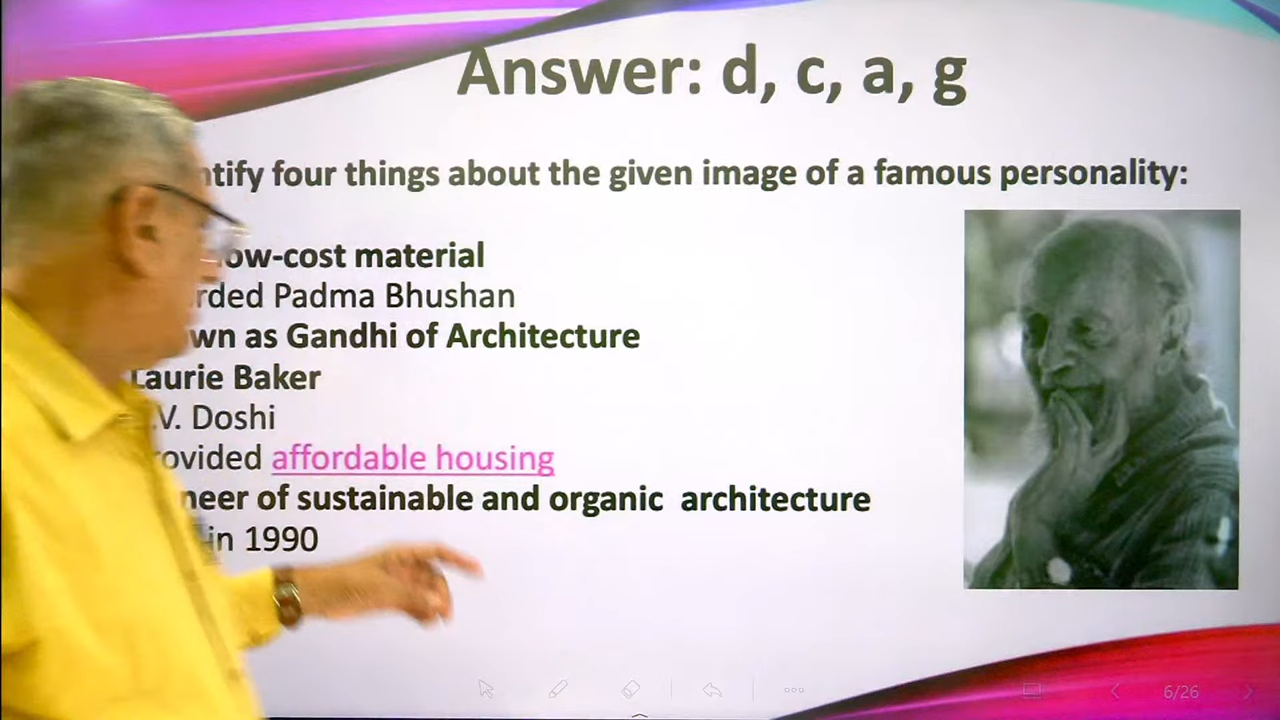 Answer: d, c, a, g
ntify four things about the given image of a famous personality:
low-cost material
rded Padma Bhushan
wn as Gandhi of Architecture
Laurie Baker
.V. Doshi
rovided affordable housing
neer of sustainable and organic architecture
in 1990
6/26